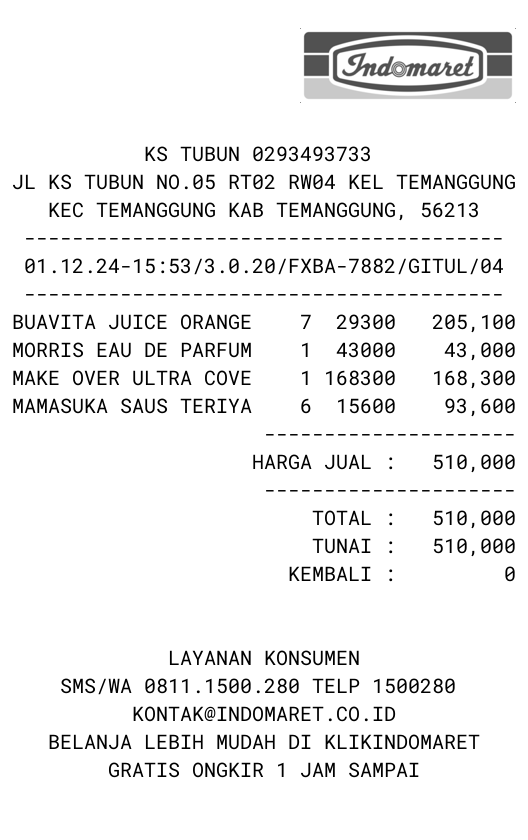 Indomaret
KS TUBUN 0293493733
JL KS TUBUN NO.05 RT02 RW04 KEL TEMANGGUNG
KEC TEMANGGUNG KAB TEMANGGUNG, 56213
----------------------------------------
01.12.24-15:53/3.0.20/FXBA-7882/GITUL/04
----------------------------------------
BUAVITA JUICE ORANGE 7 29300 205,100
MORRIS EAU DE PARFUM 1 43000 43,000
MAKE OVER ULTRA COVE 1 168300 168,300
MAMASUKA SAUS TERIYA 6 15600 93,600
---------------------
HARGA JUAL : 510,000
---------------------
TOTAL : 510,000
TUNAI : 510,000
KEMBALI : 0
LAYANAN KONSUMEN
SMS/WA 0811.1500.280 TELP 1500280
KONTAK@INDOMARET.CO.ID
BELANJA LEBIH MUDAH DI KLIKINDOMARET
GRATIS ONGKIR 1 JAM SAMPAI